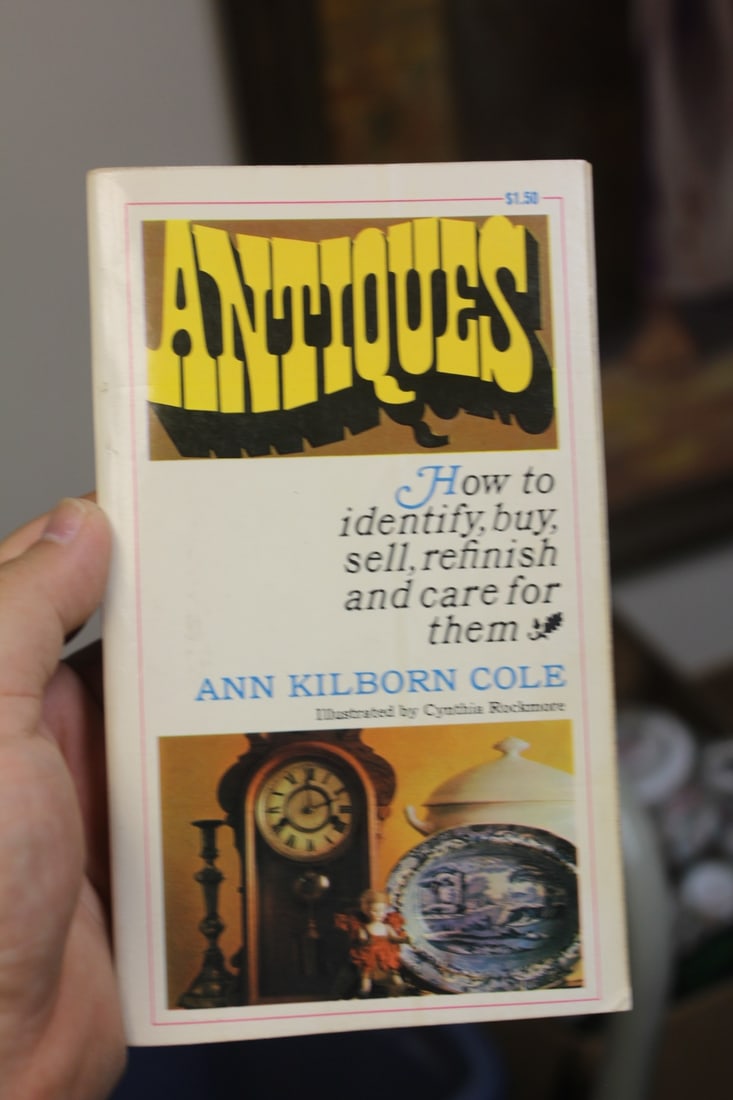 $1.50
ANTIQUES
How to
identify, buy,
sell, refinish
and care for
them
ANN KILBORN COLE
Illustrated by Cynthia Rockmore